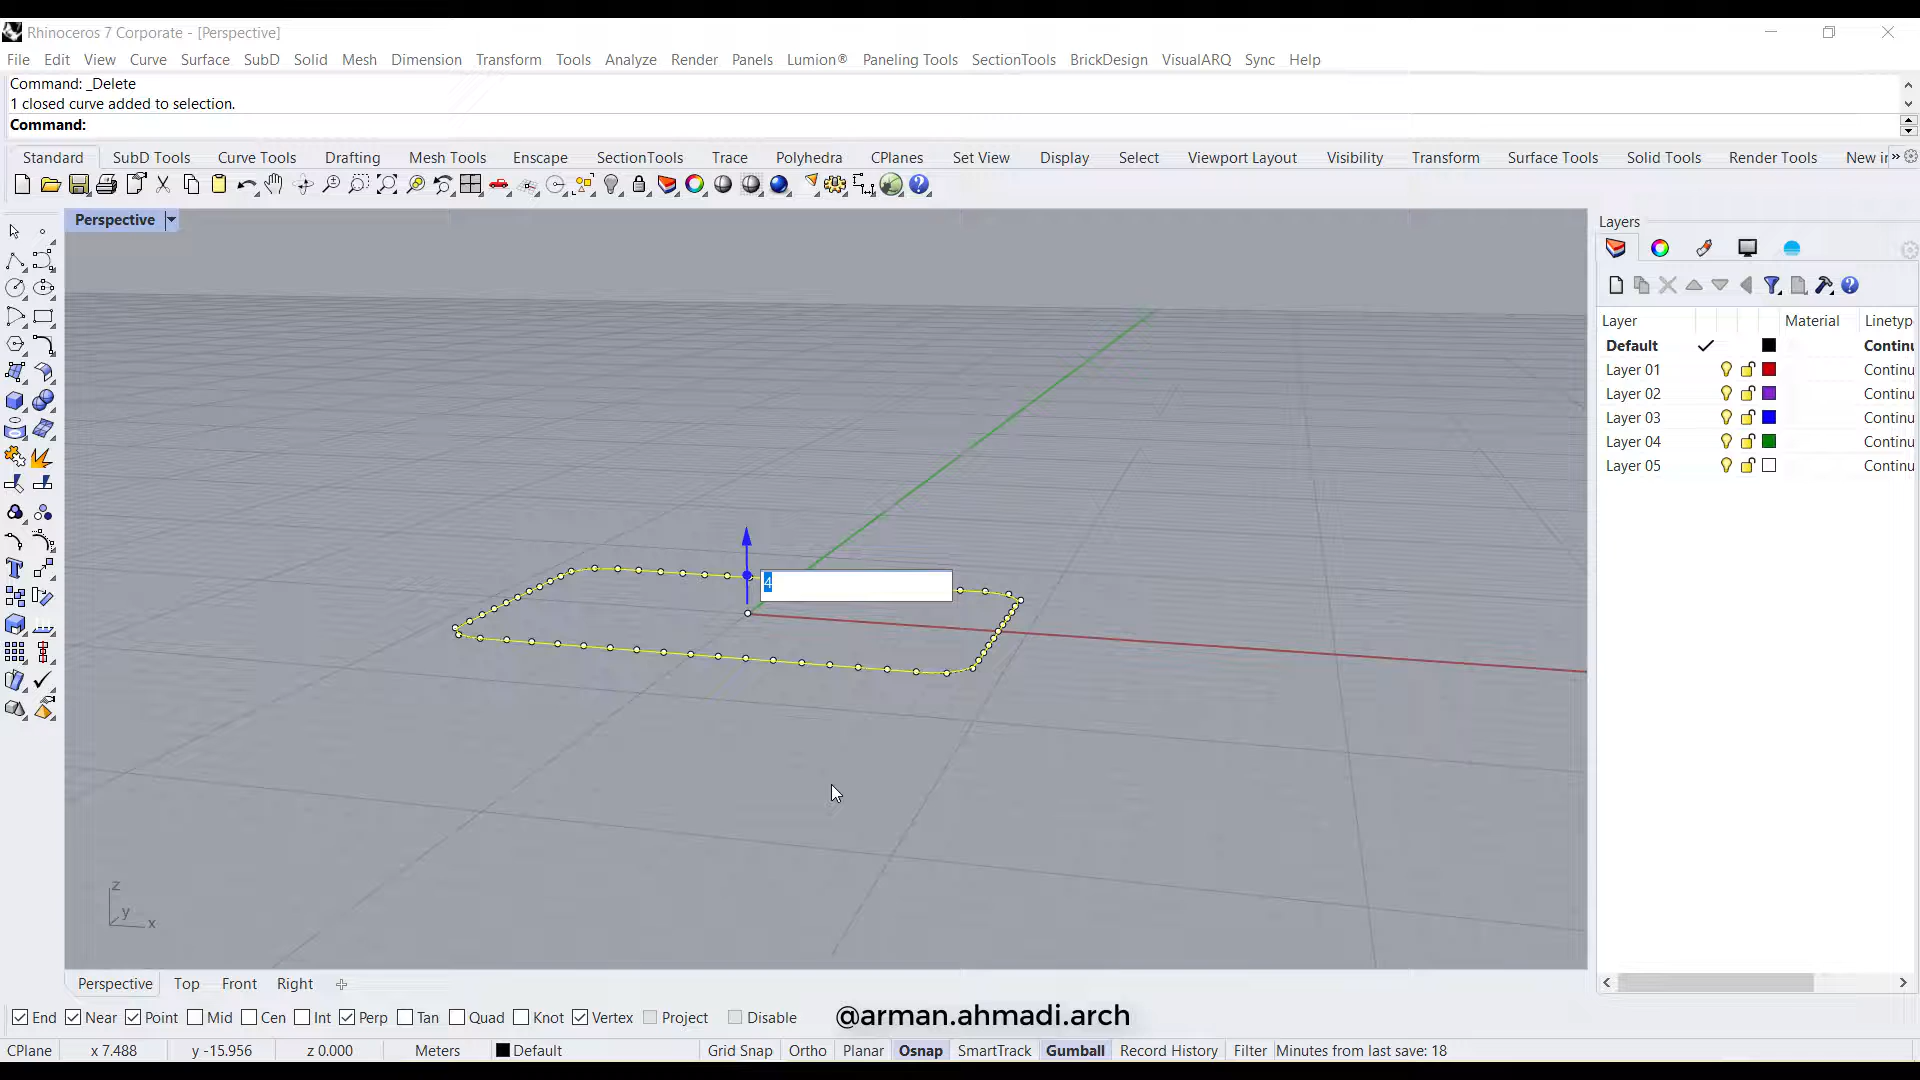 Rhinoceros 7 Corporate - [Perspective]
File Edit View Curve Surface SubD Solid Mesh Dimension Transform Tools Analyze Render Panels Lumion® Paneling Tools SectionTools BrickDesign VisualARQ Sync Help
Command: _Delete
1 closed curve added to selection.
Command:
Standard SubD Tools Curve Tools Drafting Mesh Tools Enscape SectionTools Trace Polyhedra CPlanes Set View Display Select Viewport Layout Visibility Transform Surface Tools Solid Tools Render Tools New in »
Perspective
Layers
Layer Material Linetyp
Default Continu
Layer 01 Continu
Layer 02 Continu
Layer 03 Continu
Layer 04 Continu
Layer 05 Continu
4
z
y
x
Perspective Top Front Right
End Near Point Mid Cen Int Perp Tan Quad Knot Vertex Project Disable
@arman.ahmadi.arch
CPlane x 7.488 y -15.956 z 0.000 Meters Default Grid Snap Ortho Planar Osnap SmartTrack Gumball Record History Filter Minutes from last save: 18